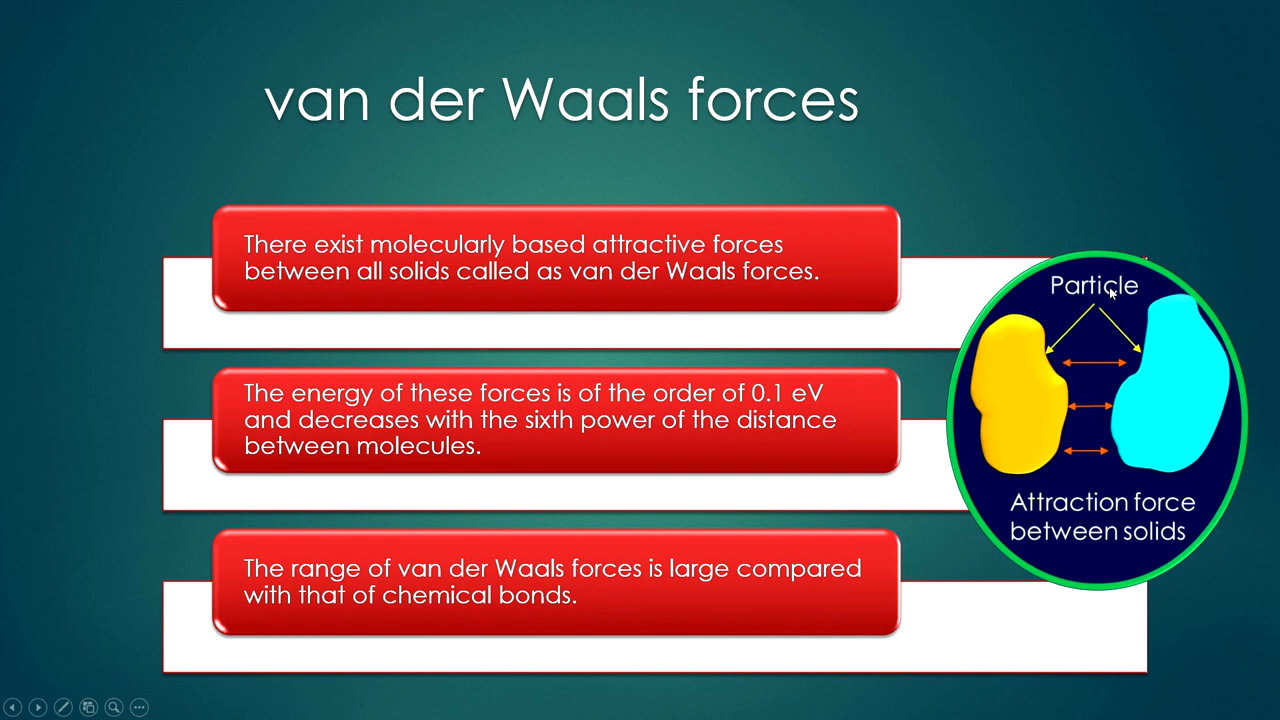 van der Waals forces
There exist molecularly based attractive forces
between all solids called as van der Waals forces.
The energy of these forces is of the order of 0.1 eV
and decreases with the sixth power of the distance
between molecules.
The range of van der Waals forces is large compared
with that of chemical bonds.
Particle
Attraction force
between solids